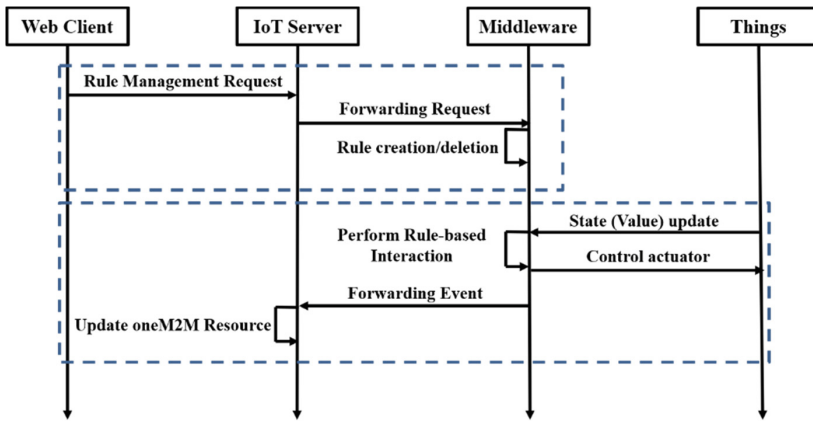 Web Client
IoT Server
Middleware
Things
Rule Management Request
Forwarding Request
Rule creation/deletion
State (Value) update
Perform Rule-based
Interaction
Control actuator
Forwarding Event
Update oneM2M Resource